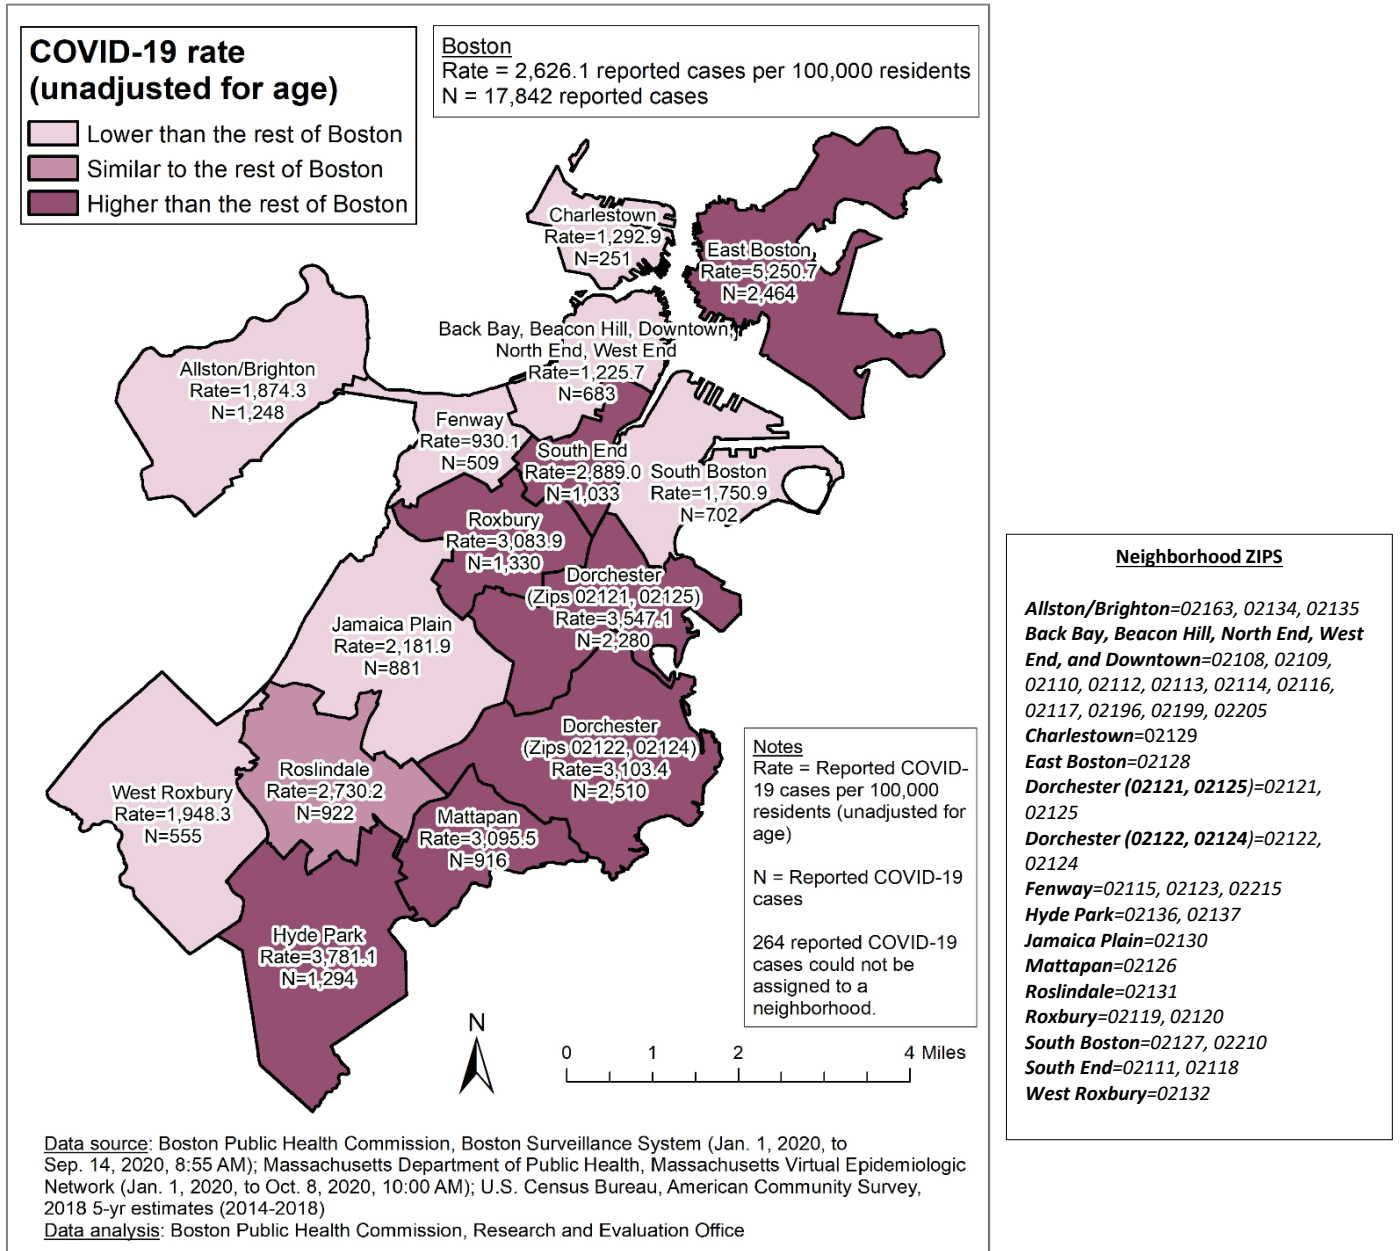 COVID-19 rate
(unadjusted for age)
Lower than the rest of Boston
Similar to the rest of Boston
Higher than the rest of Boston
Boston
Rate = 2,626.1 reported cases per 100,000 residents
N = 17,842 reported cases
Charlestown
Rate=1,292.9
N=251
East Boston
Rate=5,250.7
N=2,464
Back Bay, Beacon Hill, Downtown,
North End, West End
Rate=1,225.7
N=683
Allston/Brighton
Rate=1,874.3
N=1,248
Fenway
Rate=930.1
N=509
South End
Rate=2,889.0
N=1,033
South Boston
Rate=1,750.9
N=702
Roxbury
Rate=3,083.9
N=1,330
Dorchester
(Zips 02121, 02125)
Rate=3,547.1
N=2,280
Jamaica Plain
Rate=2,181.9
N=881
Dorchester
(Zips 02122, 02124)
Rate=3,103.4
N=2,510
Roslindale
Rate=2,730.2
N=922
West Roxbury
Rate=1,948.3
N=555
Mattapan
Rate=3,095.5
N=916
Hyde Park
Rate=3,781.1
N=1,294
Notes
Rate = Reported COVID-
19 cases per 100,000
residents (unadjusted for
age)
N = Reported COVID-19
cases
264 reported COVID-19
cases could not be
assigned to a
neighborhood.
N
0 1 2 4 Miles
Data source: Boston Public Health Commission, Boston Surveillance System (Jan. 1, 2020, to
Sep. 14, 2020, 8:55 AM); Massachusetts Department of Public Health, Massachusetts Virtual Epidemiologic
Network (Jan. 1, 2020, to Oct. 8, 2020, 10:00 AM); U.S. Census Bureau, American Community Survey,
2018 5-yr estimates (2014-2018)
Data analysis: Boston Public Health Commission, Research and Evaluation Office
Neighborhood ZIPS
Allston/Brighton=02163, 02134, 02135
Back Bay, Beacon Hill, North End, West
End, and Downtown=02108, 02109,
02110, 02112, 02113, 02114, 02116,
02117, 02196, 02199, 02205
Charlestown=02129
East Boston=02128
Dorchester (02121, 02125)=02121,
02125
Dorchester (02122, 02124)=02122,
02124
Fenway=02115, 02123, 02215
Hyde Park=02136, 02137
Jamaica Plain=02130
Mattapan=02126
Roslindale=02131
Roxbury=02119, 02120
South Boston=02127, 02210
South End=02111, 02118
West Roxbury=02132